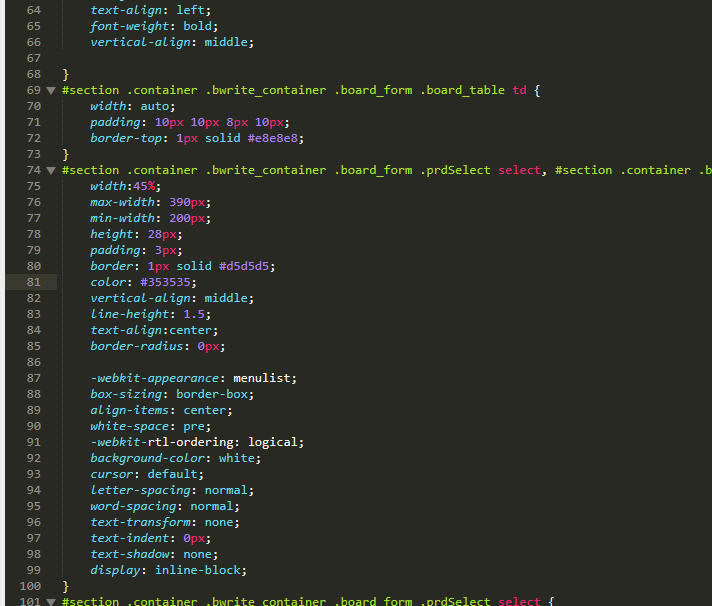 64 text-align: left;
65 font-weight: bold;
66 vertical-align: middle;
67
68 }
69 #section .container .bwrite_container .board_form .board_table td {
70 width: auto;
71 padding: 10px 10px 8px 10px;
72 border-top: 1px solid #e8e8e8;
73 }
74 #section .container .bwrite_container .board_form .prdSelect select, #section .container .b
75 width:45%;
76 max-width: 390px;
77 min-width: 200px;
78 height: 28px;
79 padding: 3px;
80 border: 1px solid #d5d5d5;
81 color: #353535;
82 vertical-align: middle;
83 line-height: 1.5;
84 text-align:center;
85 border-radius: 0px;
86
87 -webkit-appearance: menulist;
88 box-sizing: border-box;
89 align-items: center;
90 white-space: pre;
91 -webkit-rtl-ordering: logical;
92 background-color: white;
93 cursor: default;
94 letter-spacing: normal;
95 word-spacing: normal;
96 text-transform: none;
97 text-indent: 0px;
98 text-shadow: none;
99 display: inline-block;
100 }
101 #section .container .bwrite_container .board_form .prdSelect select {